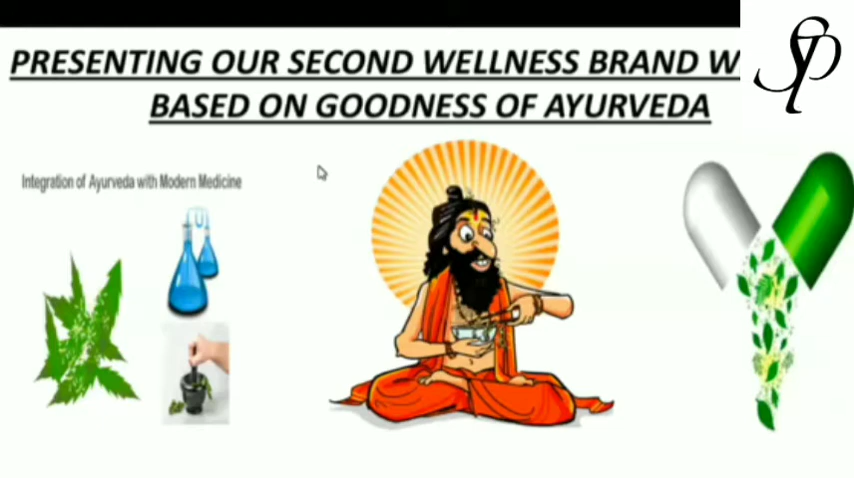 PRESENTING OUR SECOND WELLNESS BRAND
BASED ON GOODNESS OF AYURVEDA
Integration of Ayurveda with Modern Medicine